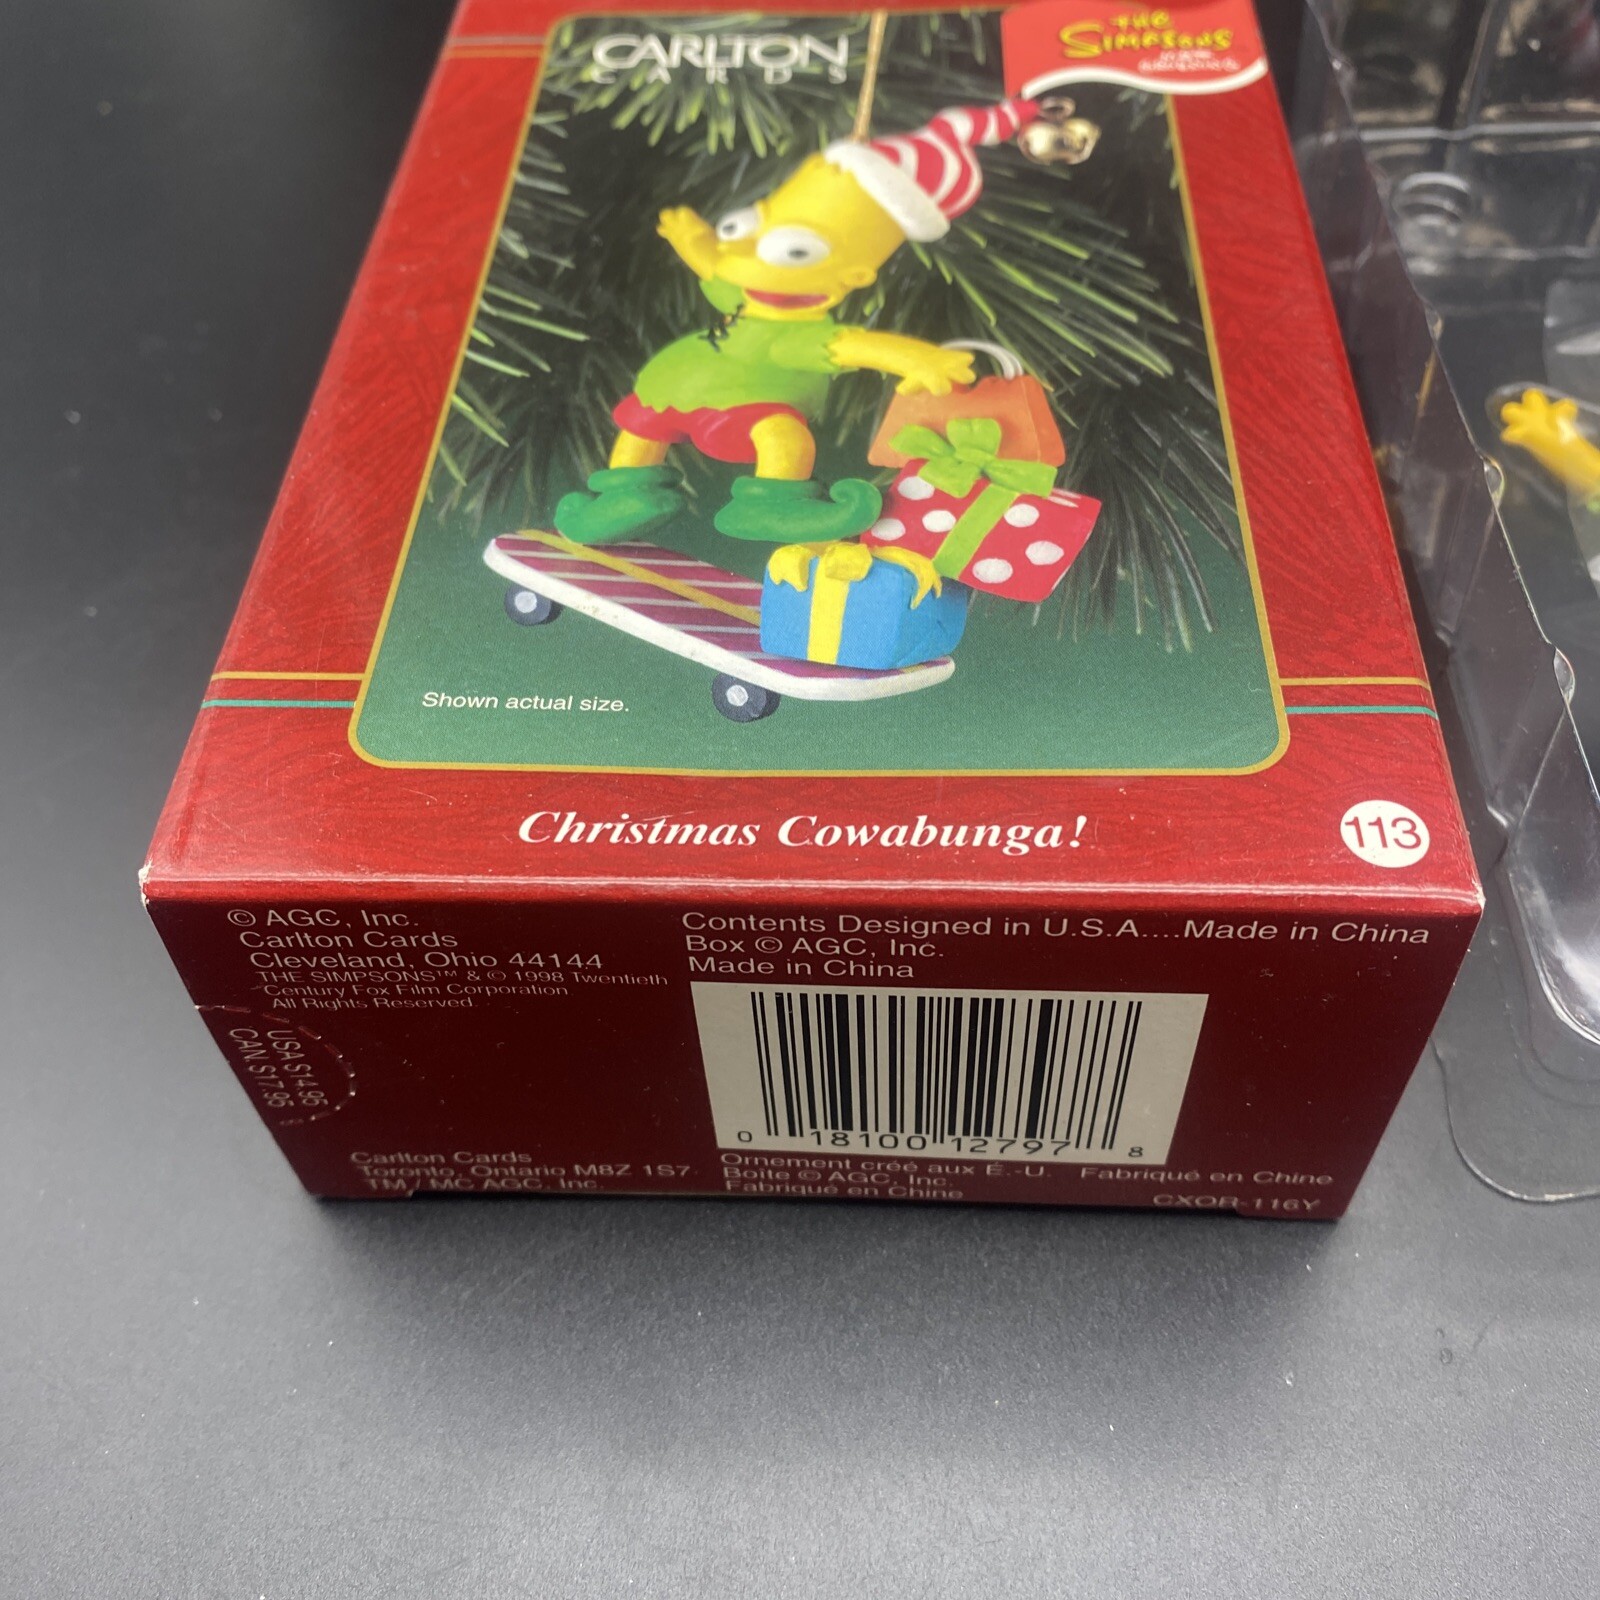 CARLTON
CARDS
THE
SIMPSONS
Shown actual size.
Christmas Cowabunga!
113
© AGC, Inc.
Carlton Cards
Cleveland, Ohio 44144
THE SIMPSONS™ & © 1998 Twentieth
Century Fox Film Corporation.
All Rights Reserved.
USA $14.95
CAN. $17.95
Contents Designed in U.S.A....Made in China
Box © AGC, Inc.
Made in China
0 18100 12797 8
Carlton Cards
Toronto, Ontario M8Z 1S7
TM / MC AGC, Inc.
Ornement créé aux É.-U. Fabriqué en Chine
Boîte © AGC, Inc.
Fabriqué en Chine
CXOR-116Y